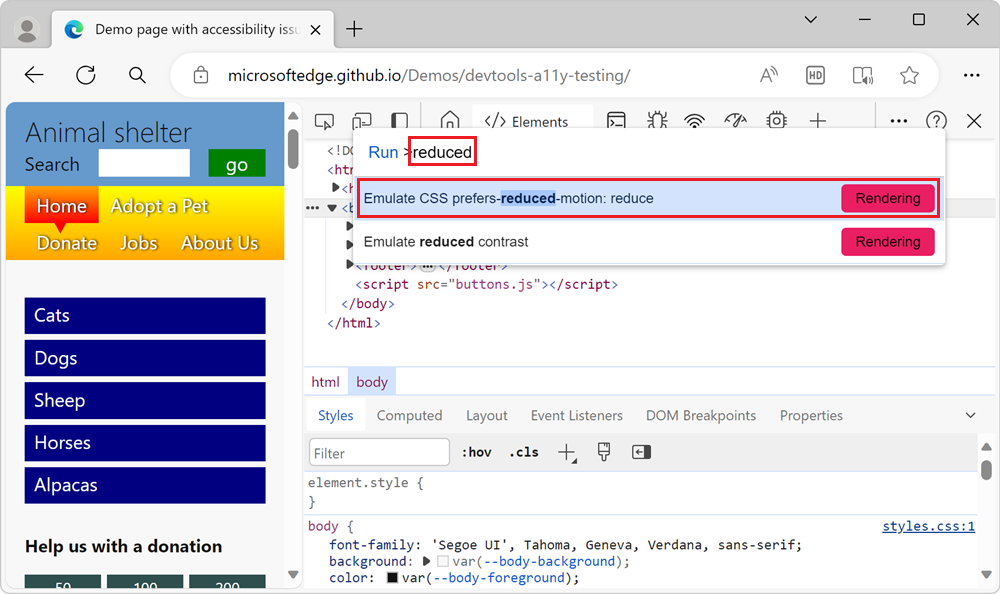 Demo page with accessibility issu
microsoftedge.github.io/Demos/devtools-a11y-testing/
HD
Animal shelter
Search
go
Home
Adopt a Pet
Donate
Jobs
About Us
Cats
Dogs
Sheep
Horses
Alpacas
Help us with a donation
50
100
200
</> Elements
Run >reduced
Emulate CSS prefers-reduced-motion: reduce
Rendering
Emulate reduced contrast
Rendering
<footer> … </footer>
<script src="buttons.js"></script>
</body>
</html>
html
body
Styles
Computed
Layout
Event Listeners
DOM Breakpoints
Properties
Filter
:hov
.cls
element.style {
}
body {
styles.css:1
font-family: 'Segoe UI', Tahoma, Geneva, Verdana, sans-serif;
background: var(--body-background);
color: var(--body-foreground);